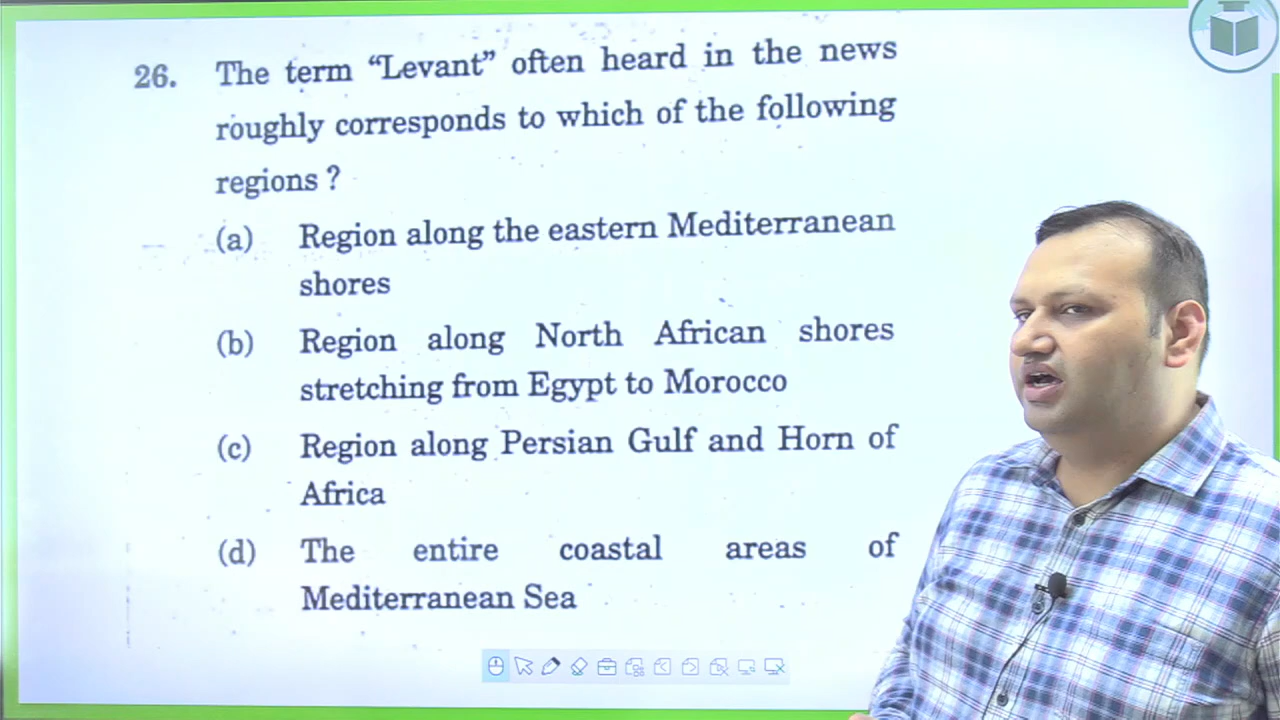 26. The term “Levant” often heard in the news
roughly corresponds to which of the following
regions ?
(a) Region along the eastern Mediterranean
shores
(b) Region along North African shores
stretching from Egypt to Morocco
(c) Region along Persian Gulf and Horn of
Africa
(d) The entire coastal areas of
Mediterranean Sea